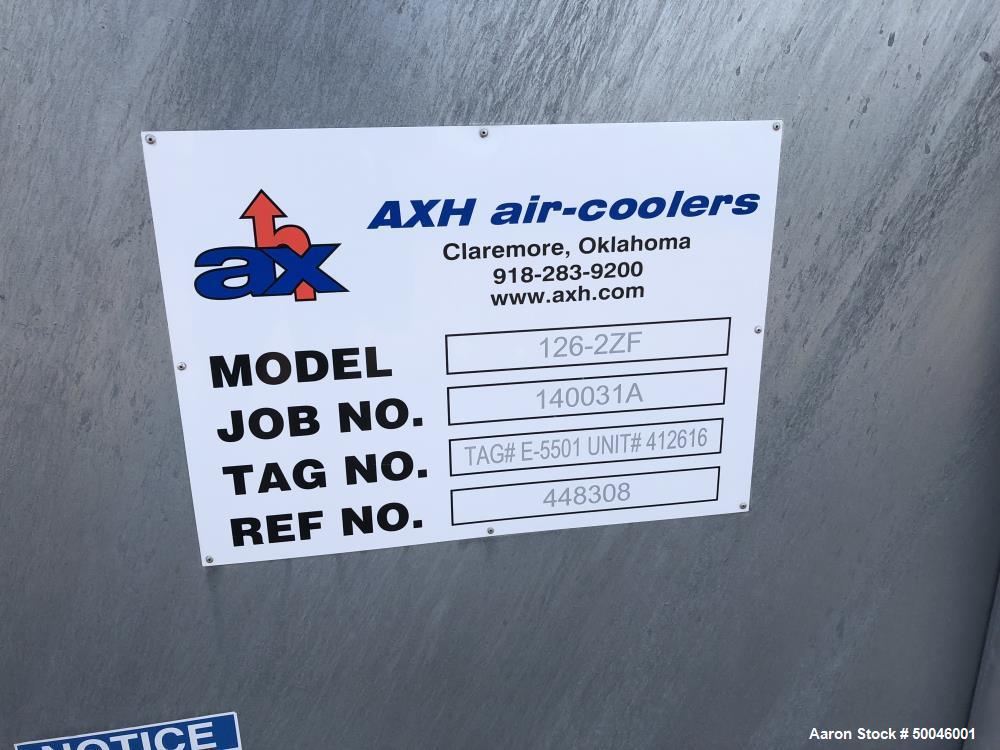 ahx
AXH air-coolers
Claremore, Oklahoma
918-283-9200
www.axh.com
MODEL 126-2ZF
JOB NO. 140031A
TAG NO. TAG# E-5501 UNIT# 412616
REF NO. 448308
NOTICE
Aaron Stock # 50046001